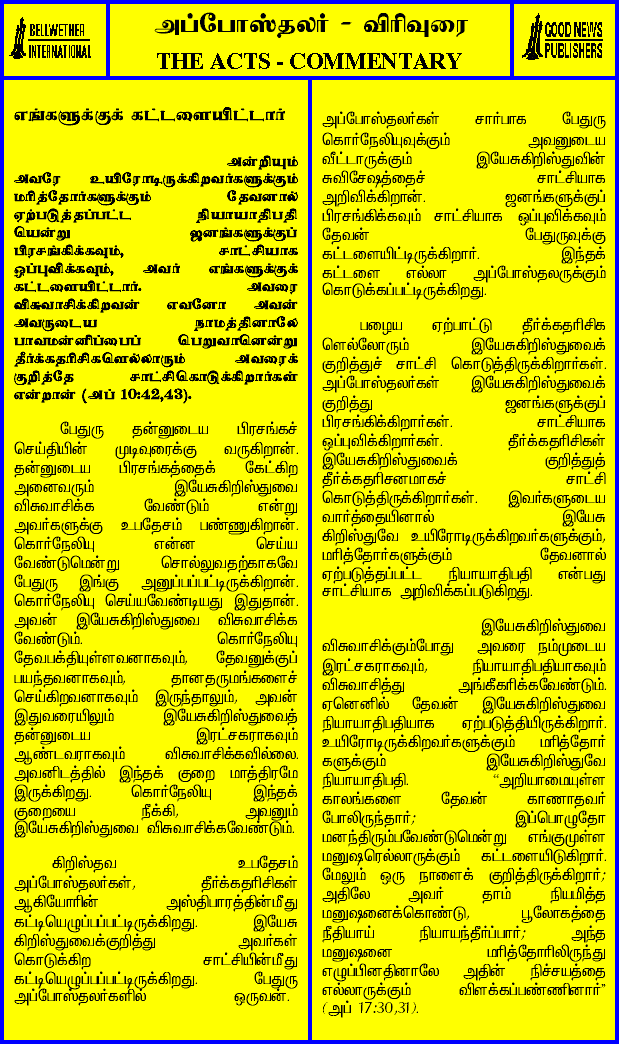 BELLWETHER
INTERNATIONAL
அப்போஸ்தலர் - விரிவுரை
THE ACTS - COMMENTARY
GOOD NEWS
PUBLISHERS
எங்களுக்குக் கட்டளையிட்டார்
அன்றியும்
அவரே உயிரோடிருக்கிறவர்களுக்கும்
மரித்தோர்களுக்கும் தேவனால்
ஏற்படுத்தப்பட்ட நியாயாதிபதி
யென்று ஜனங்களுக்குப்
பிரசங்கிக்கவும், சாட்சியாக
ஒப்புவிக்கவும், அவர் எங்களுக்குக்
கட்டளையிட்டார். அவரை
விசுவாசிக்கிறவன் எவனோ அவன்
அவருடைய நாமத்தினாலே
பாவமன்னிப்பைப் பெறுவானென்று
தீர்க்கதரிசிகளெல்லாரும் அவரைக்
குறித்தே சாட்சிகொடுக்கிறார்கள்
என்றான் (அப் 10:42,43).
பேதுரு தன்னுடைய பிரசங்கச்
செய்தியின் முடிவுரைக்கு வருகிறான்.
தன்னுடைய பிரசங்கத்தைக் கேட்கிற
அனைவரும் இயேசுகிறிஸ்துவை
விசுவாசிக்க வேண்டும் என்று
அவர்களுக்கு உபதேசம் பண்ணுகிறான்.
கொர்நேலியு என்ன செய்ய
வேண்டுமென்று சொல்லுவதற்காகவே
பேதுரு இங்கு அனுப்பப்பட்டிருக்கிறான்.
கொர்நேலியு செய்யவேண்டியது இதுதான்.
அவன் இயேசுகிறிஸ்துவை விசுவாசிக்க
வேண்டும். கொர்நேலியு
தேவபக்தியுள்ளவனாகவும், தேவனுக்குப்
பயந்தவனாகவும், தானதருமங்களைச்
செய்கிறவனாகவும் இருந்தாலும், அவன்
இதுவரையிலும் இயேசுகிறிஸ்துவைத்
தன்னுடைய இரட்சகராகவும்
ஆண்டவராகவும் விசுவாசிக்கவில்லை.
அவனிடத்தில் இந்தக் குறை மாத்திரமே
இருக்கிறது. கொர்நேலியு இந்தக்
குறையை நீக்கி, அவனும்
இயேசுகிறிஸ்துவை விசுவாசிக்கவேண்டும்.
கிறிஸ்தவ உபதேசம்
அப்போஸ்தலர்கள், தீர்க்கதரிசிகள்
ஆகியோரின் அஸ்திபாரத்தின்மீது
கட்டியெழுப்பப்பட்டிருக்கிறது. இயேசு
கிறிஸ்துவைக்குறித்து அவர்கள்
கொடுக்கிற சாட்சியின்மீது
கட்டியெழுப்பப்பட்டிருக்கிறது. பேதுரு
அப்போஸ்தலர்களில் ஒருவன்.
அப்போஸ்தலர்கள் சார்பாக பேதுரு
கொர்நேலியுவுக்கும் அவனுடைய
வீட்டாருக்கும் இயேசுகிறிஸ்துவின்
சுவிசேஷத்தைச் சாட்சியாக
அறிவிக்கிறான். ஜனங்களுக்குப்
பிரசங்கிக்கவும் சாட்சியாக ஒப்புவிக்கவும்
தேவன் பேதுருவுக்கு
கட்டளையிட்டிருக்கிறார். இந்தக்
கட்டளை எல்லா அப்போஸ்தலருக்கும்
கொடுக்கப்பட்டிருக்கிறது.
பழைய ஏற்பாட்டு தீர்க்கதரிசிக
ளெல்லோரும் இயேசுகிறிஸ்துவைக்
குறித்துச் சாட்சி கொடுத்திருக்கிறார்கள்.
அப்போஸ்தலர்கள் இயேசுகிறிஸ்துவைக்
குறித்து ஜனங்களுக்குப்
பிரசங்கிக்கிறார்கள். சாட்சியாக
ஒப்புவிக்கிறார்கள். தீர்க்கதரிசிகள்
இயேசுகிறிஸ்துவைக் குறித்துத்
தீர்க்கதரிசனமாகச் சாட்சி
கொடுத்திருக்கிறார்கள். இவர்களுடைய
வார்த்தையினால் இயேசு
கிறிஸ்துவே உயிரோடிருக்கிறவர்களுக்கும்,
மரித்தோர்களுக்கும் தேவனால்
ஏற்படுத்தப்பட்ட நியாயாதிபதி என்பது
சாட்சியாக அறிவிக்கப்படுகிறது.
இயேசுகிறிஸ்துவை
விசுவாசிக்கும்போது அவரை நம்முடைய
இரட்சகராகவும், நியாயாதிபதியாகவும்
விசுவாசித்து அங்கீகரிக்கவேண்டும்.
ஏனெனில் தேவன் இயேசுகிறிஸ்துவை
நியாயாதிபதியாக ஏற்படுத்தியிருக்கிறார்.
உயிரோடிருக்கிறவர்களுக்கும் மரித்தோர்
களுக்கும் இயேசுகிறிஸ்துவே
நியாயாதிபதி. “அறியாமையுள்ள
காலங்களை தேவன் காணாதவர்
போலிருந்தார்; இப்பொழுதோ
மனந்திரும்பவேண்டுமென்று எங்குமுள்ள
மனுஷரெல்லாருக்கும் கட்டளையிடுகிறார்.
மேலும் ஒரு நாளைக் குறித்திருக்கிறார்;
அதிலே அவர் தாம் நியமித்த
மனுஷனைக்கொண்டு, பூலோகத்தை
நீதியாய் நியாயந்தீர்ப்பார்; அந்த
மனுஷனை மரித்தோரிலிருந்து
எழுப்பினதினாலே அதின் நிச்சயத்தை
எல்லாருக்கும் விளக்கப்பண்ணினார்”
(அப் 17:30,31).